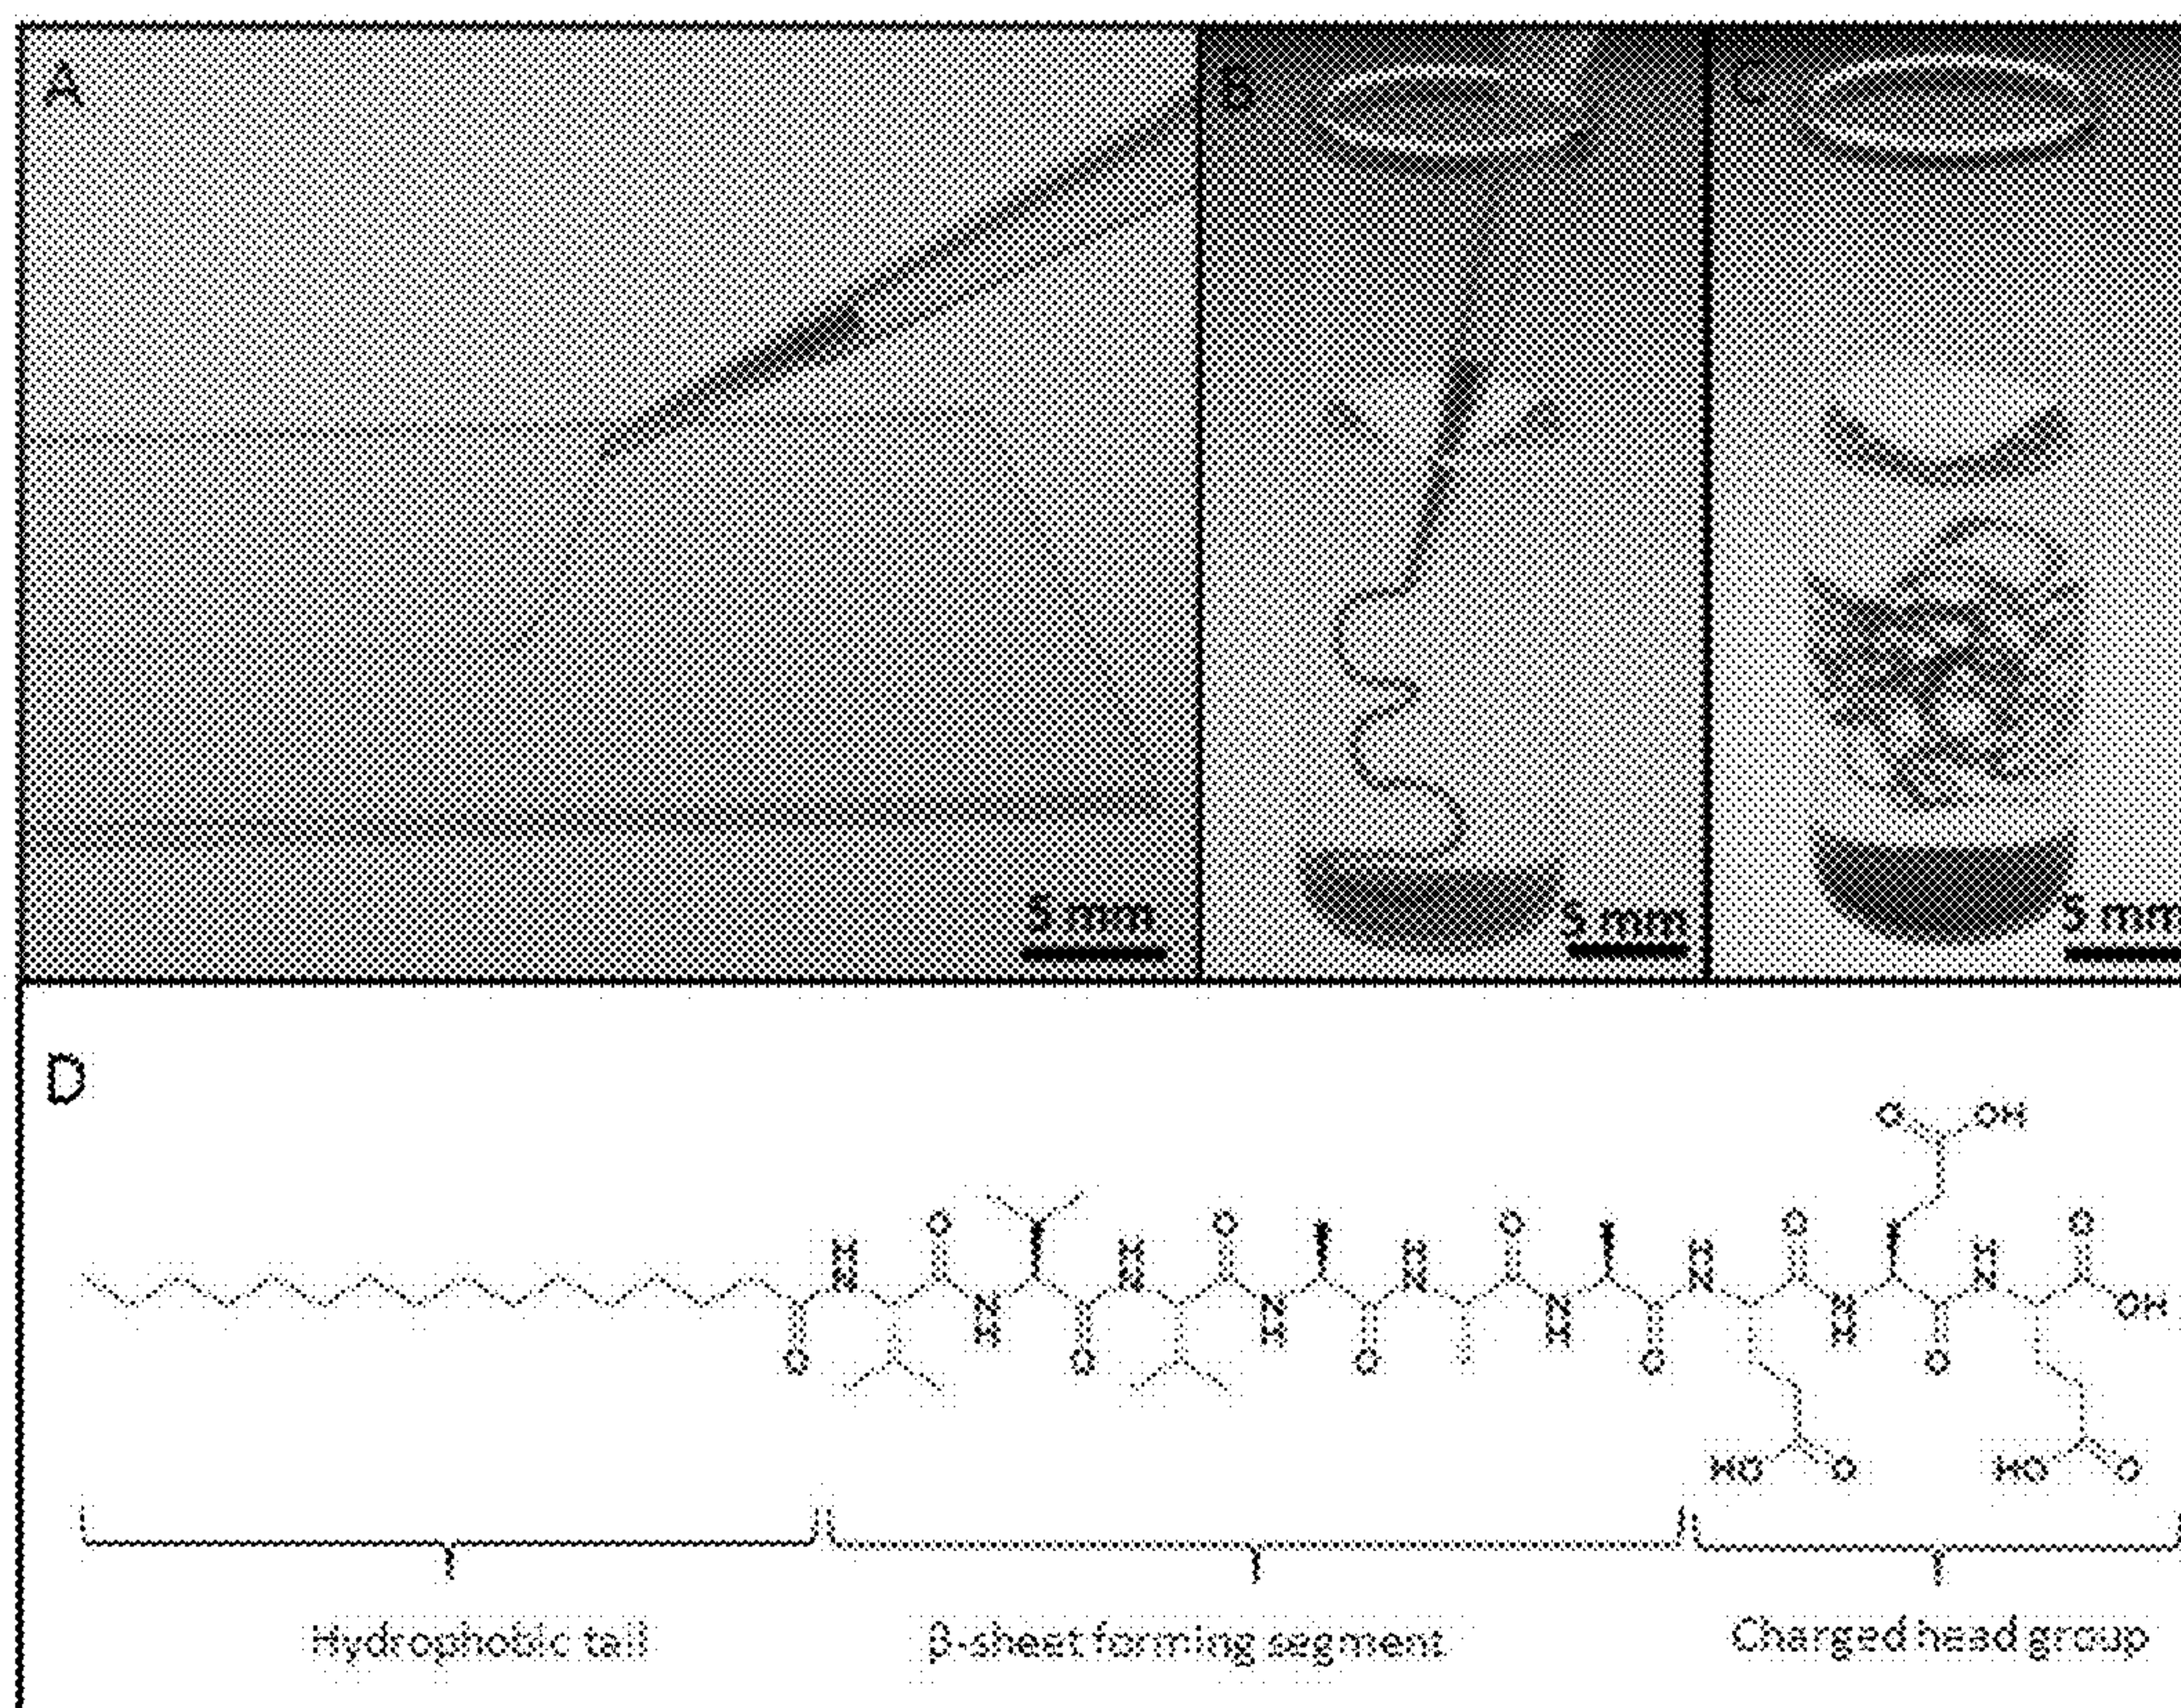 A
B
C
5 mm
5 mm
5 mm
D
O
OH
O
O
O
O
O
H
N
H
N
H
N
H
N
H
N
N
H
N
H
N
H
N
H
OH
O
O
O
O
O
HO
O
HO
O
Hydrophobic tail
β-sheet forming segment
Charged head group